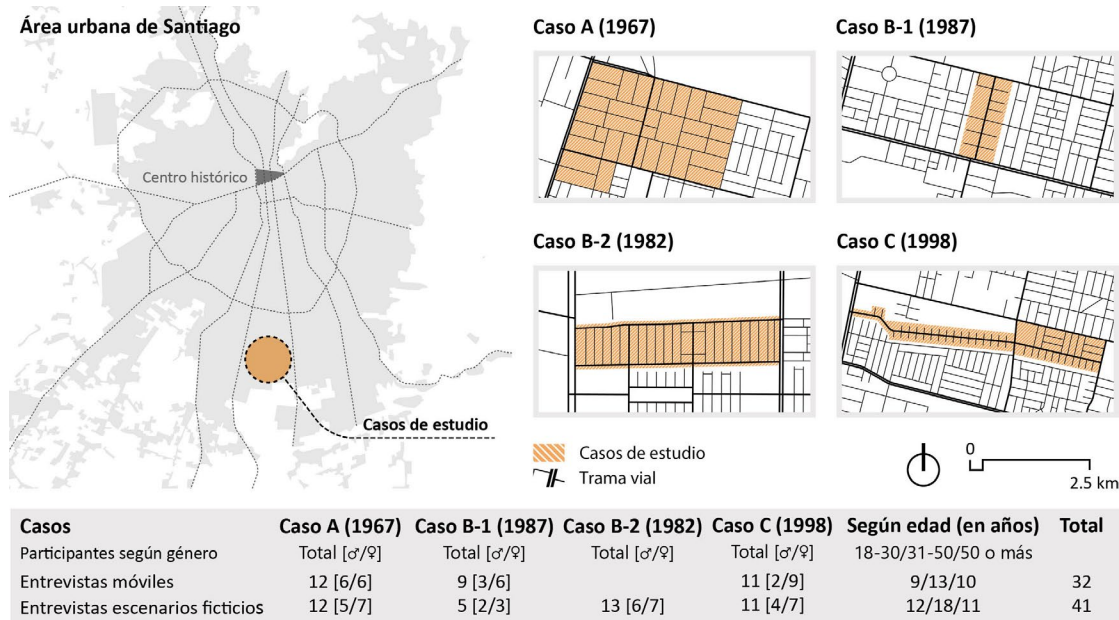 Área urbana de Santiago
Centro histórico
Casos de estudio
Caso A (1967)
Caso B-1 (1987)
Caso B-2 (1982)
Caso C (1998)
Casos de estudio
Trama vial
0
2.5 km
Casos Caso A (1967) Caso B-1 (1987) Caso B-2 (1982) Caso C (1998) Según edad (en años) Total
Participantes según género Total [♂/♀] Total [♂/♀] Total [♂/♀] Total [♂/♀] 18-30/31-50/50 o más
Entrevistas móviles 12 [6/6] 9 [3/6] 11 [2/9] 9/13/10 32
Entrevistas escenarios ficticios 12 [5/7] 5 [2/3] 13 [6/7] 11 [4/7] 12/18/11 41